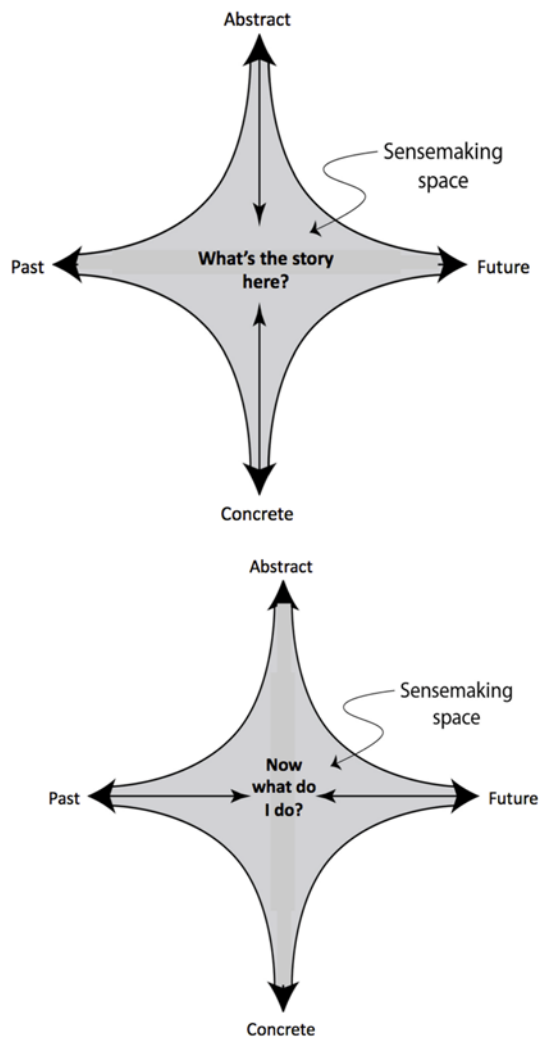 Abstract
Sensemaking
space
Past
What's the story
here?
Future
Concrete
Abstract
Sensemaking
space
Past
Now
what do
I do?
Future
Concrete